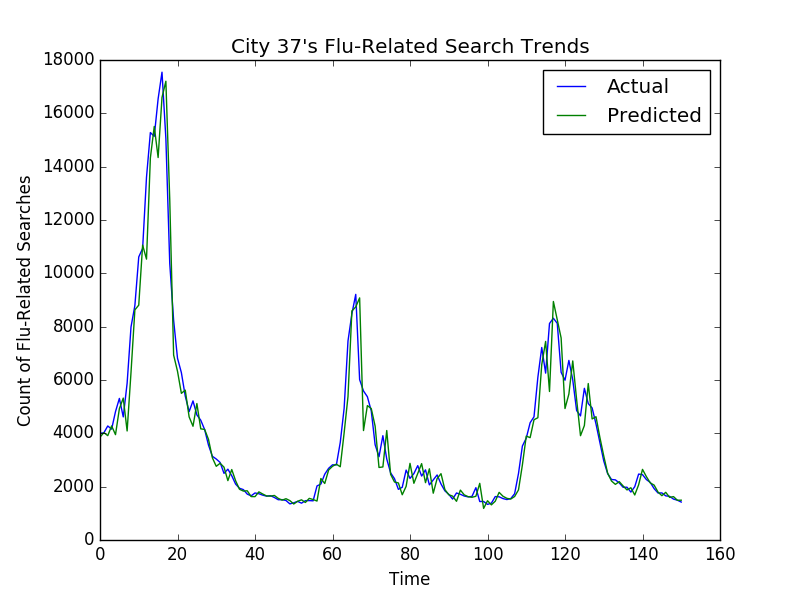 City 37's Flu-Related Search Trends
Actual
Predicted
18000
16000
14000
12000
10000
8000
6000
4000
2000
0
Count of Flu-Related Searches
0 20 40 60 80 100 120 140 160
Time